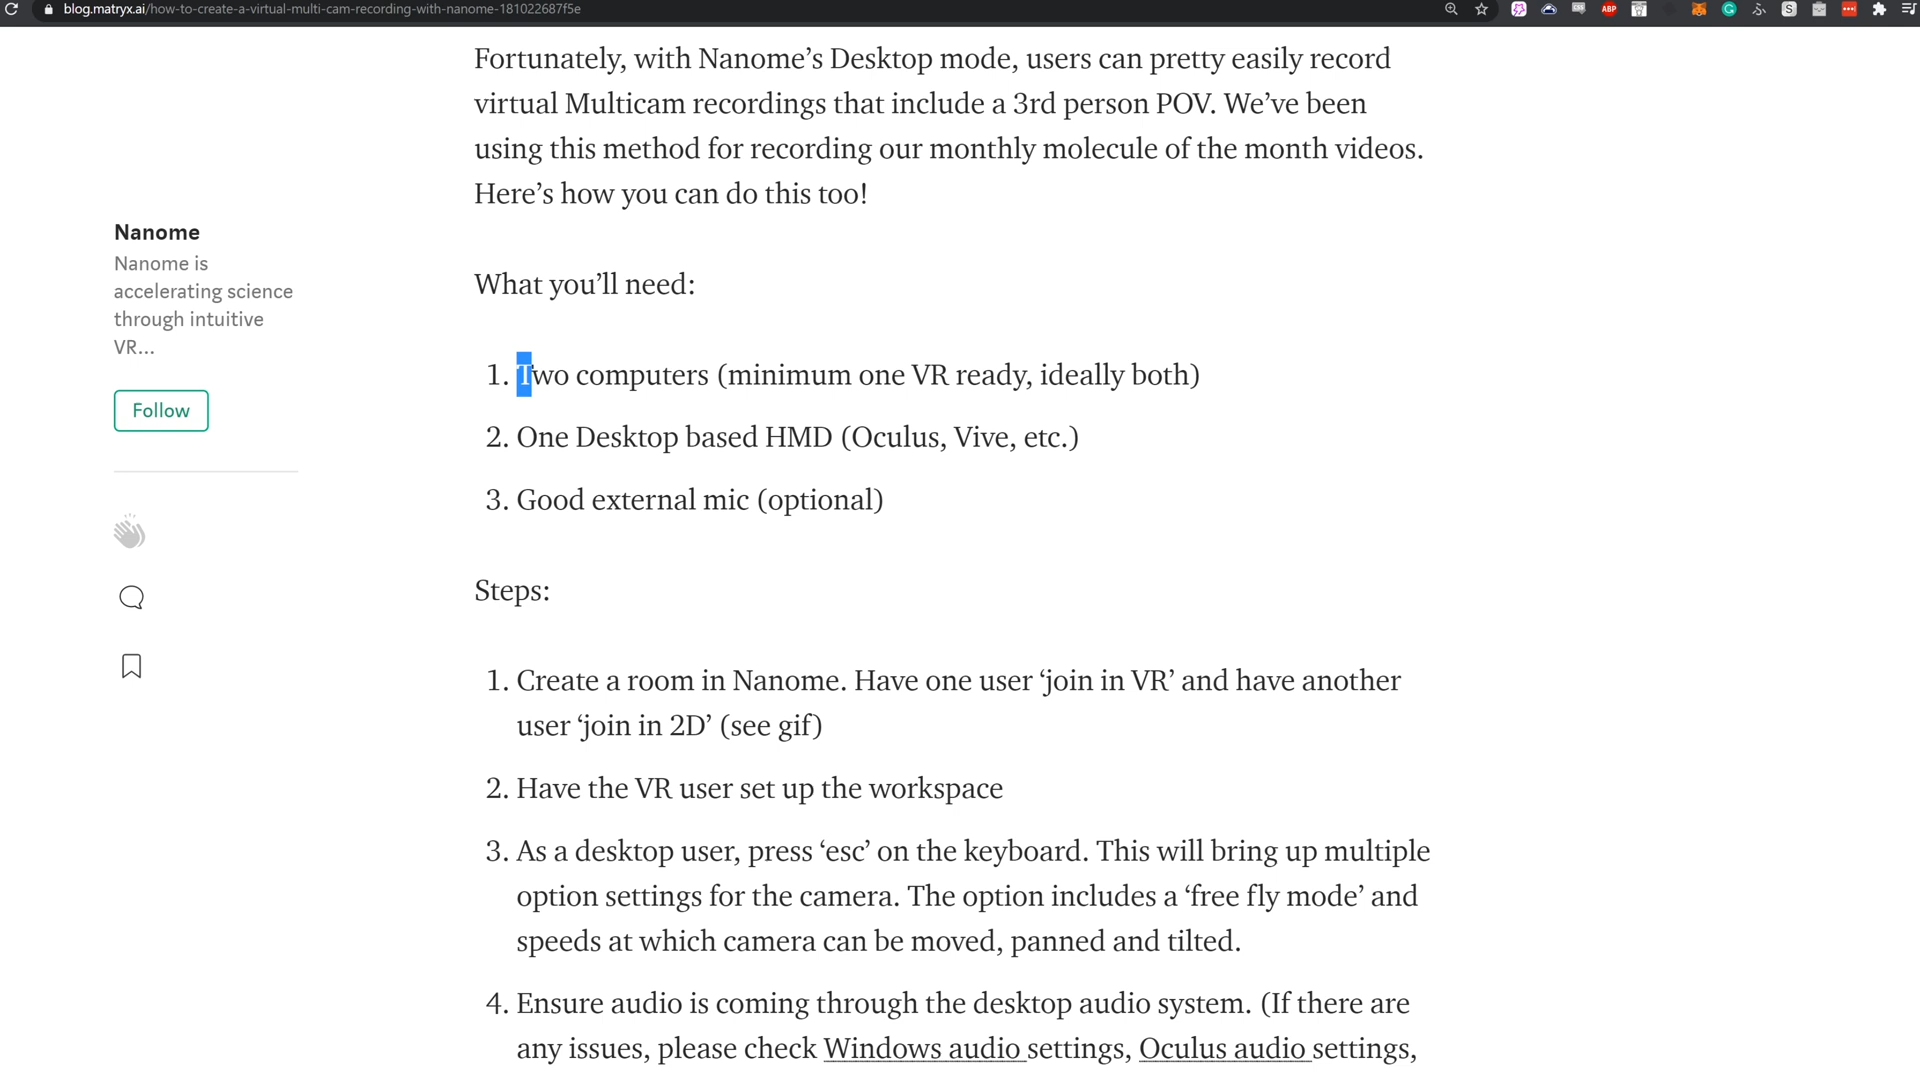 blog.matryx.ai/how-to-create-a-virtual-multi-cam-recording-with-nanome-181022687f5e
ABP
S
Fortunately, with Nanome’s Desktop mode, users can pretty easily record
virtual Multicam recordings that include a 3rd person POV. We’ve been
using this method for recording our monthly molecule of the month videos.
Here’s how you can do this too!
Nanome
Nanome is
accelerating science
through intuitive
VR...
Follow
What you’ll need:
1. Two computers (minimum one VR ready, ideally both)
2. One Desktop based HMD (Oculus, Vive, etc.)
3. Good external mic (optional)
Steps:
1. Create a room in Nanome. Have one user ‘join in VR’ and have another
user ‘join in 2D’ (see gif)
2. Have the VR user set up the workspace
3. As a desktop user, press ‘esc’ on the keyboard. This will bring up multiple
option settings for the camera. The option includes a ‘free fly mode’ and
speeds at which camera can be moved, panned and tilted.
4. Ensure audio is coming through the desktop audio system. (If there are
any issues, please check Windows audio settings, Oculus audio settings,